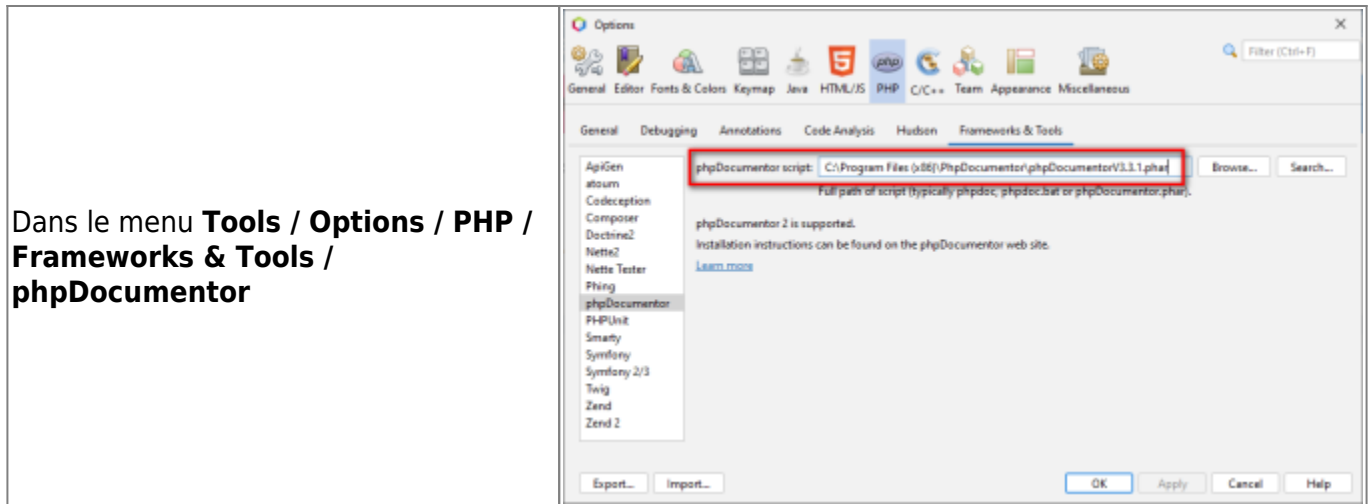 Dans le menu Tools / Options / PHP /
Frameworks & Tools /
phpDocumentor
Options
Filter (Ctrl+F)
General Editor Fonts & Colors Keymap Java HTML/JS PHP C/C++ Team Appearance Miscellaneous
General Debugging Annotations Code Analysis Hudson Frameworks & Tools
ApiGen
atoum
Codeception
Composer
Doctrine2
Nette2
Nette Tester
Phing
phpDocumentor
PHPUnit
Smarty
Symfony
Symfony 2/3
Twig
Zend
Zend 2
phpDocumentor script: C:\Program Files (x86)\PhpDocumentor\phpDocumentorV3.3.1.phar Browse... Search...
Full path of script (typically phpdoc, phpdoc.bat or phpDocumentor.phar).
phpDocumentor 2 is supported.
Installation instructions can be found on the phpDocumentor web site.
Learn more
Export... Import... OK Apply Cancel Help